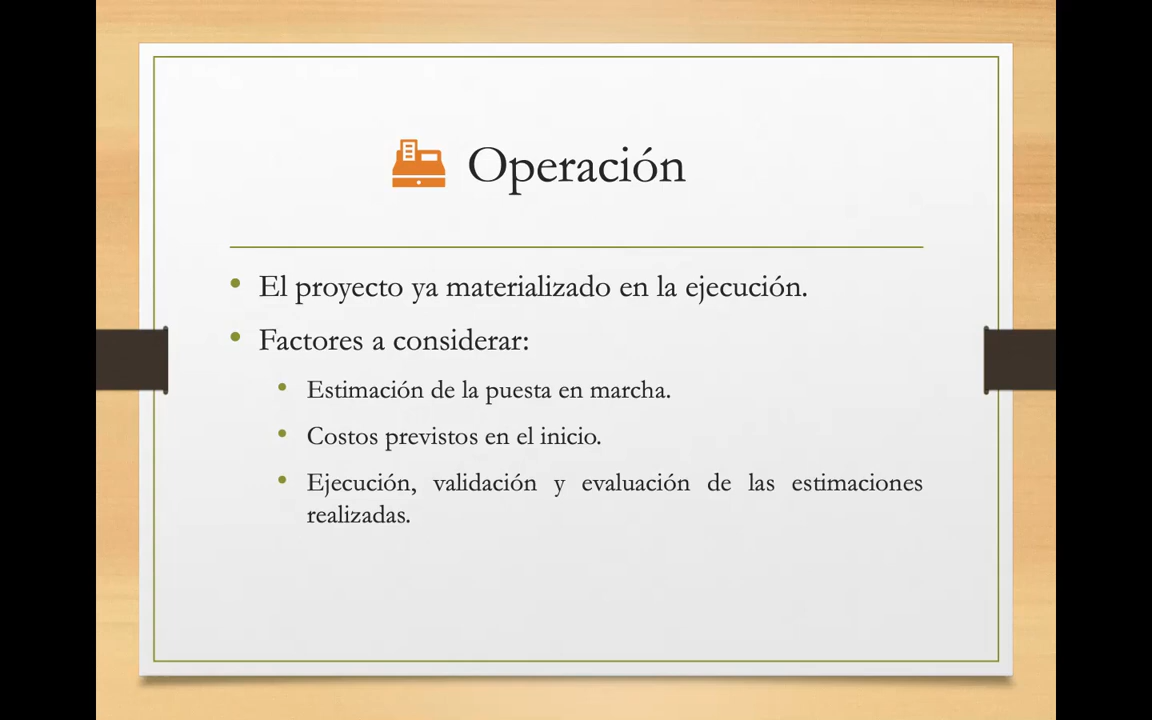 Operación
El proyecto ya materializado en la ejecución.
Factores a considerar:
Estimación de la puesta en marcha.
Costos previstos en el inicio.
Ejecución, validación y evaluación de las estimaciones
realizadas.